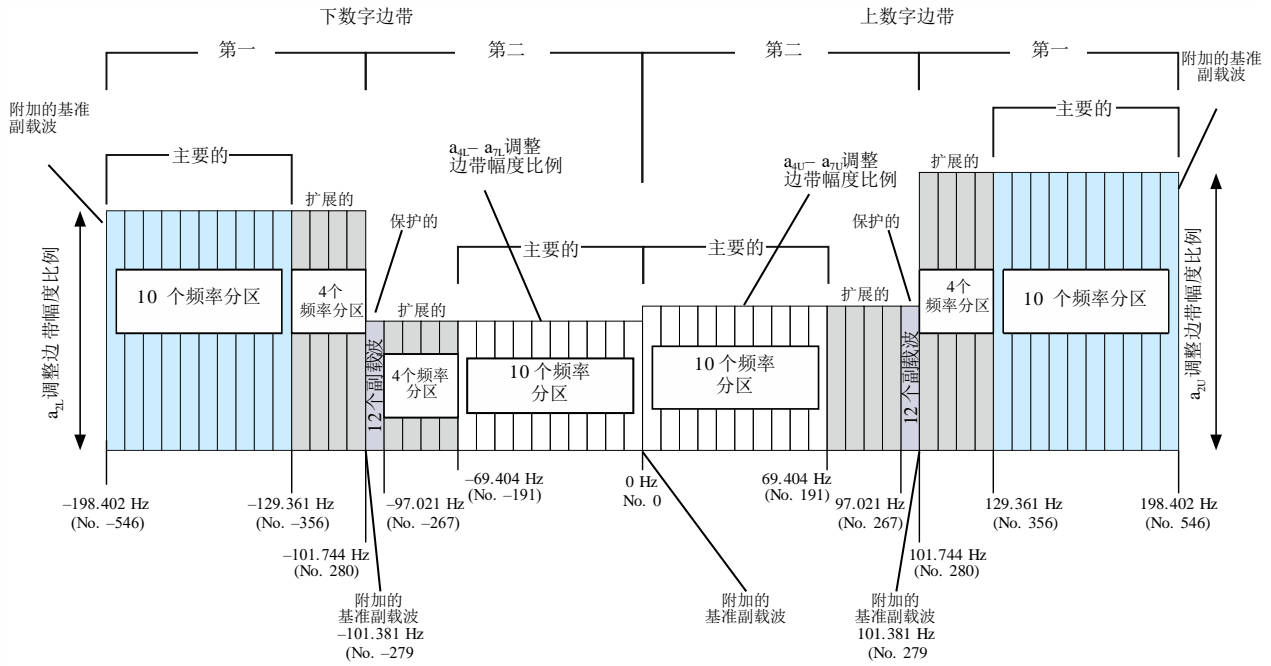 下数字边带
上数字边带
第一
第二
第二
第一
附加的基准
副载波
附加的基准
副载波
主要的
a4L– a7L调整
边带幅度比例
a4U– a7U调整
边带幅度比例
主要的
扩展的
扩展的
保护的
主要的
主要的
保护的
扩展的
扩展的
a2L调整边 带幅度比例
10 个频率分区
4个
频率分区
12个副载波
4个频率
分区
10 个频率
分区
10 个频率
分区
12个副载波
4个
频率分区
10 个频率分区
a2U调整边带幅度比例
–198.402 Hz
(No. –546)
–129.361 Hz
(No. –356)
–97.021 Hz
(No. –267)
–69.404 Hz
(No. –191)
0 Hz
No. 0
69.404 Hz
(No. 191)
97.021 Hz
(No. 267)
129.361 Hz
(No. 356)
198.402 Hz
(No. 546)
–101.744 Hz
(No. 280)
101.744 Hz
(No. 280)
附加的
基准副载波
–101.381 Hz
(No. –279
附加的
基准副载波
附加的
基准副载波
101.381 Hz
(No. 279